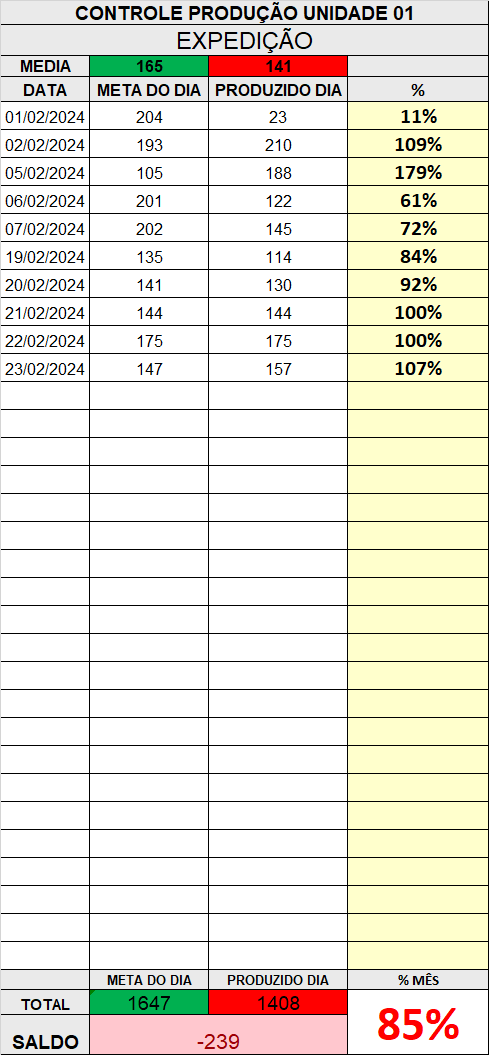 CONTROLE PRODUÇÃO UNIDADE 01
EXPEDIÇÃO
MEDIA 165 141
DATA META DO DIA PRODUZIDO DIA %
01/02/2024 204 23 11%
02/02/2024 193 210 109%
05/02/2024 105 188 179%
06/02/2024 201 122 61%
07/02/2024 202 145 72%
19/02/2024 135 114 84%
20/02/2024 141 130 92%
21/02/2024 144 144 100%
22/02/2024 175 175 100%
23/02/2024 147 157 107%
META DO DIA PRODUZIDO DIA % MÊS
TOTAL 1647 1408 85%
SALDO -239